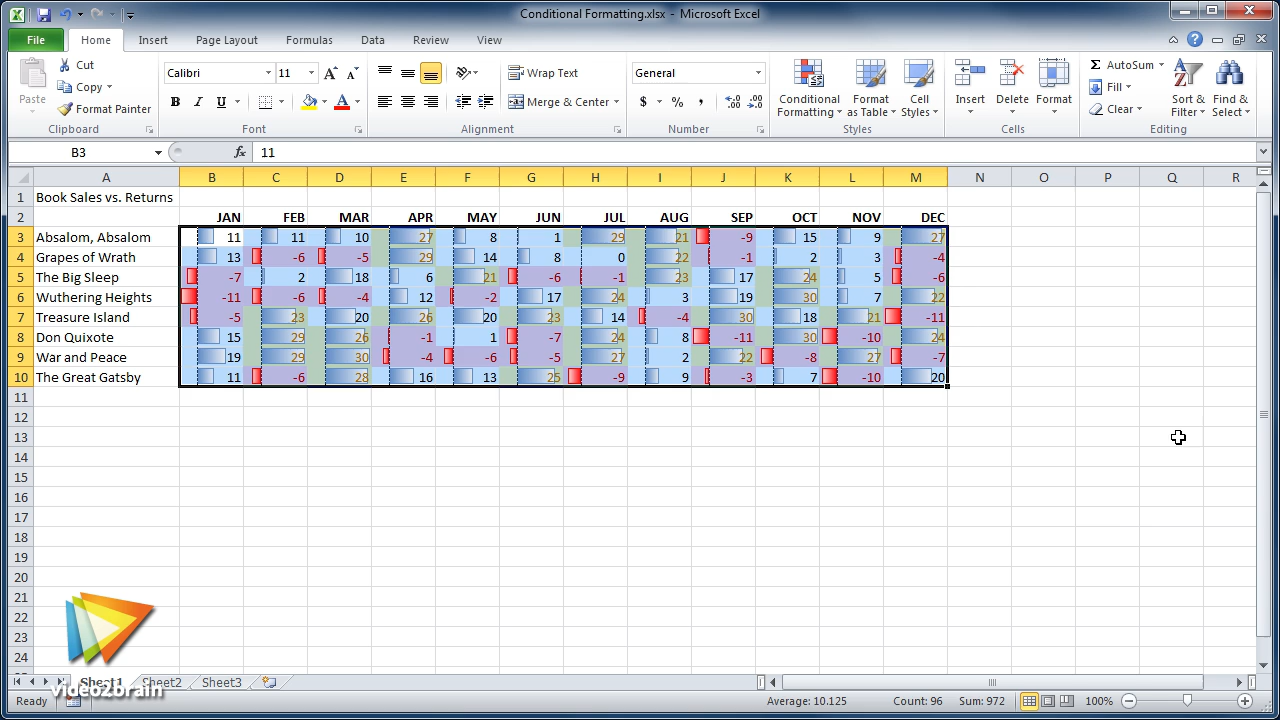 Conditional Formatting.xlsx - Microsoft Excel
File Home Insert Page Layout Formulas Data Review View
Paste Cut Copy Format Painter
Clipboard
Calibri 11
B I U A
Font
Wrap Text
Merge & Center
Alignment
General
$ % , .00 .0
Number
Conditional Formatting Format as Table Cell Styles
Styles
Insert Delete Format
Cells
Σ AutoSum
Fill
Clear
Sort & Filter Find & Select
Editing
B3 fx 11
A B C D E F G H I J K L M N O P Q R
1 Book Sales vs. Returns
2 JAN FEB MAR APR MAY JUN JUL AUG SEP OCT NOV DEC
3 Absalom, Absalom 11 11 10 27 8 1 29 21 -9 15 9 27
4 Grapes of Wrath 13 -6 -5 29 14 8 0 22 -1 2 3 -4
5 The Big Sleep -7 2 18 6 21 -6 -1 23 17 24 5 -6
6 Wuthering Heights -11 -6 -4 12 -2 17 24 3 19 30 7 22
7 Treasure Island -5 23 20 26 20 23 14 -4 30 18 21 -11
8 Don Quixote 15 29 26 -1 1 -7 24 8 -11 30 -10 24
9 War and Peace 19 29 30 -4 -6 -5 27 2 22 -8 27 -7
10 The Great Gatsby 11 -6 28 16 13 25 -9 9 -3 7 -10 20
11
12
13
14
15
16
17
18
19
20
21
22
23
24
Sheet1 Sheet2 Sheet3
video2brain
Ready Average: 10.125 Count: 96 Sum: 972 100%